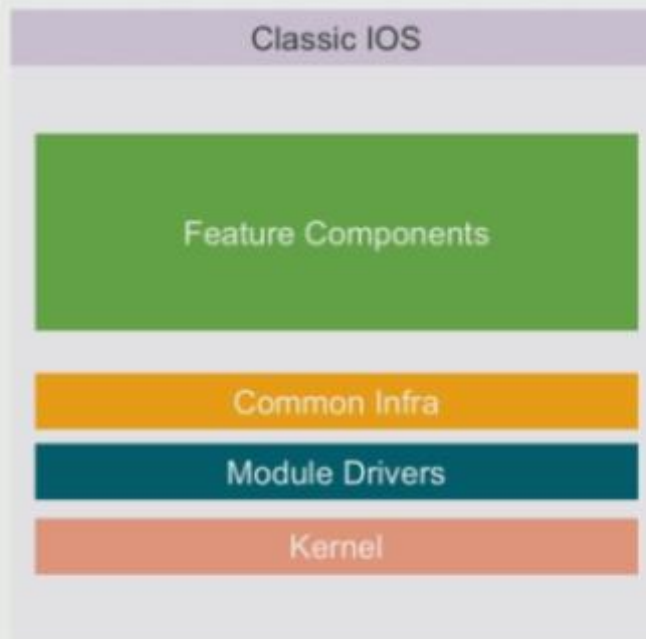 Classic IOS
Feature Components
Common Infra
Module Drivers
Kernel